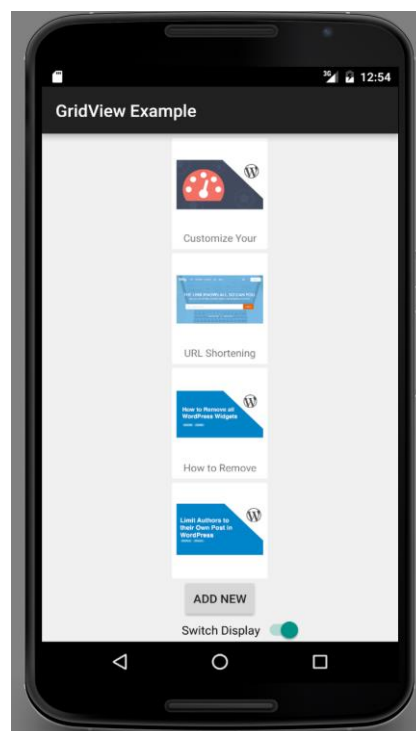 3G 12:54
GridView Example
Customize Your
URL Shortening
How to Remove all
WordPress Widgets
How to Remove
Limit Authors to
their Own Post in
WordPress
ADD NEW
Switch Display